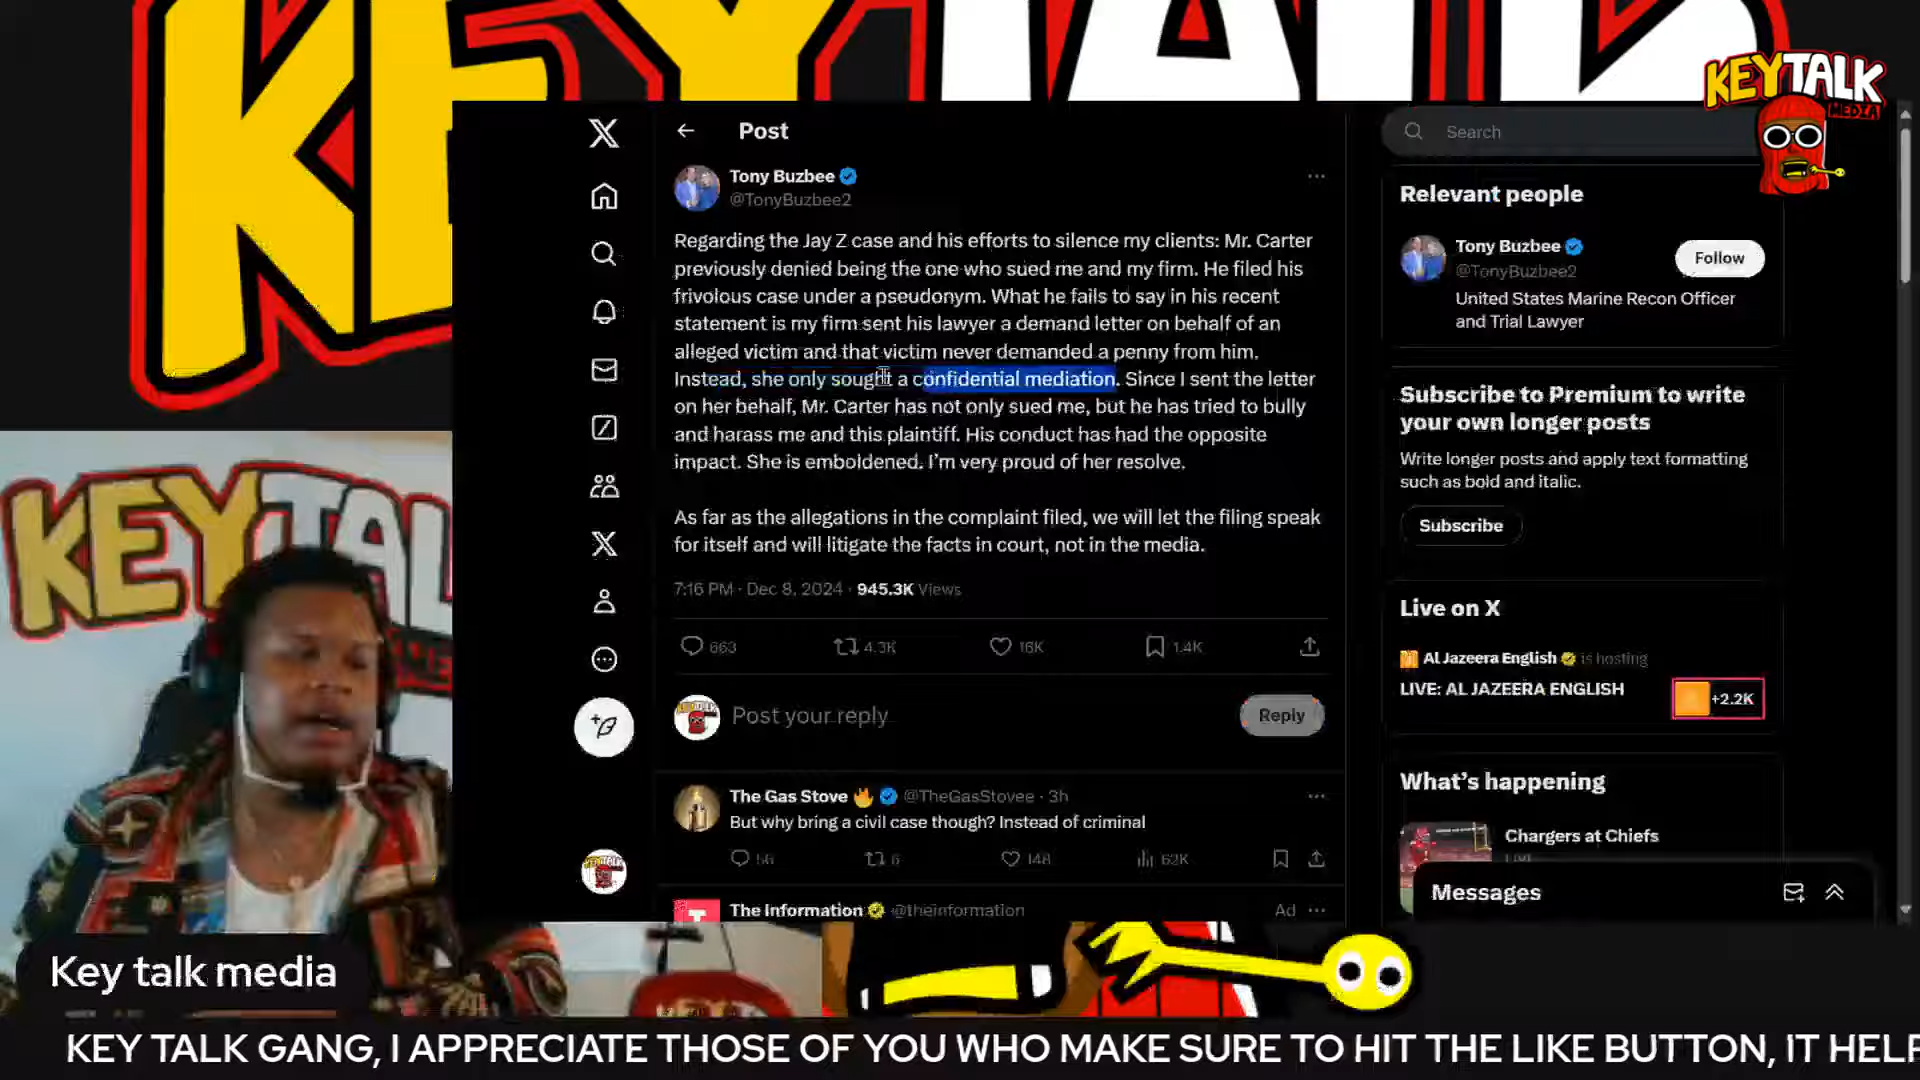 KEY TALK
KEYTALK
MEDIA
Post
Search
Tony Buzbee
@TonyBuzbee2
Regarding the Jay Z case and his efforts to silence my clients: Mr. Carter
previously denied being the one who sued me and my firm. He filed his
frivolous case under a pseudonym. What he fails to say in his recent
statement is my firm sent his lawyer a demand letter on behalf of an
alleged victim and that victim never demanded a penny from him.
Instead, she only sought a confidential mediation. Since I sent the letter
on her behalf, Mr. Carter has not only sued me, but he has tried to bully
and harass me and this plaintiff. His conduct has had the opposite
impact. She is emboldened. I’m very proud of her resolve.
As far as the allegations in the complaint filed, we will let the filing speak
for itself and will litigate the facts in court, not in the media.
7:16 PM · Dec 8, 2024 · 945.3K Views
663 4.3K 16K 1.4K
Post your reply
Reply
The Gas Stove 🔥 @TheGasStovee · 3h
But why bring a civil case though? Instead of criminal
56 6 148 62K
The Information @theinformation Ad
Relevant people
Tony Buzbee
@TonyBuzbee2
Follow
United States Marine Recon Officer
and Trial Lawyer
Subscribe to Premium to write
your own longer posts
Write longer posts and apply text formatting
such as bold and italic.
Subscribe
Live on X
Al Jazeera English is hosting
LIVE: AL JAZEERA ENGLISH
+2.2K
What’s happening
Chargers at Chiefs
LIVE
Messages
KEYTALK
Key talk media
KEY TALK GANG, I APPRECIATE THOSE OF YOU WHO MAKE SURE TO HIT THE LIKE BUTTON, IT HELP